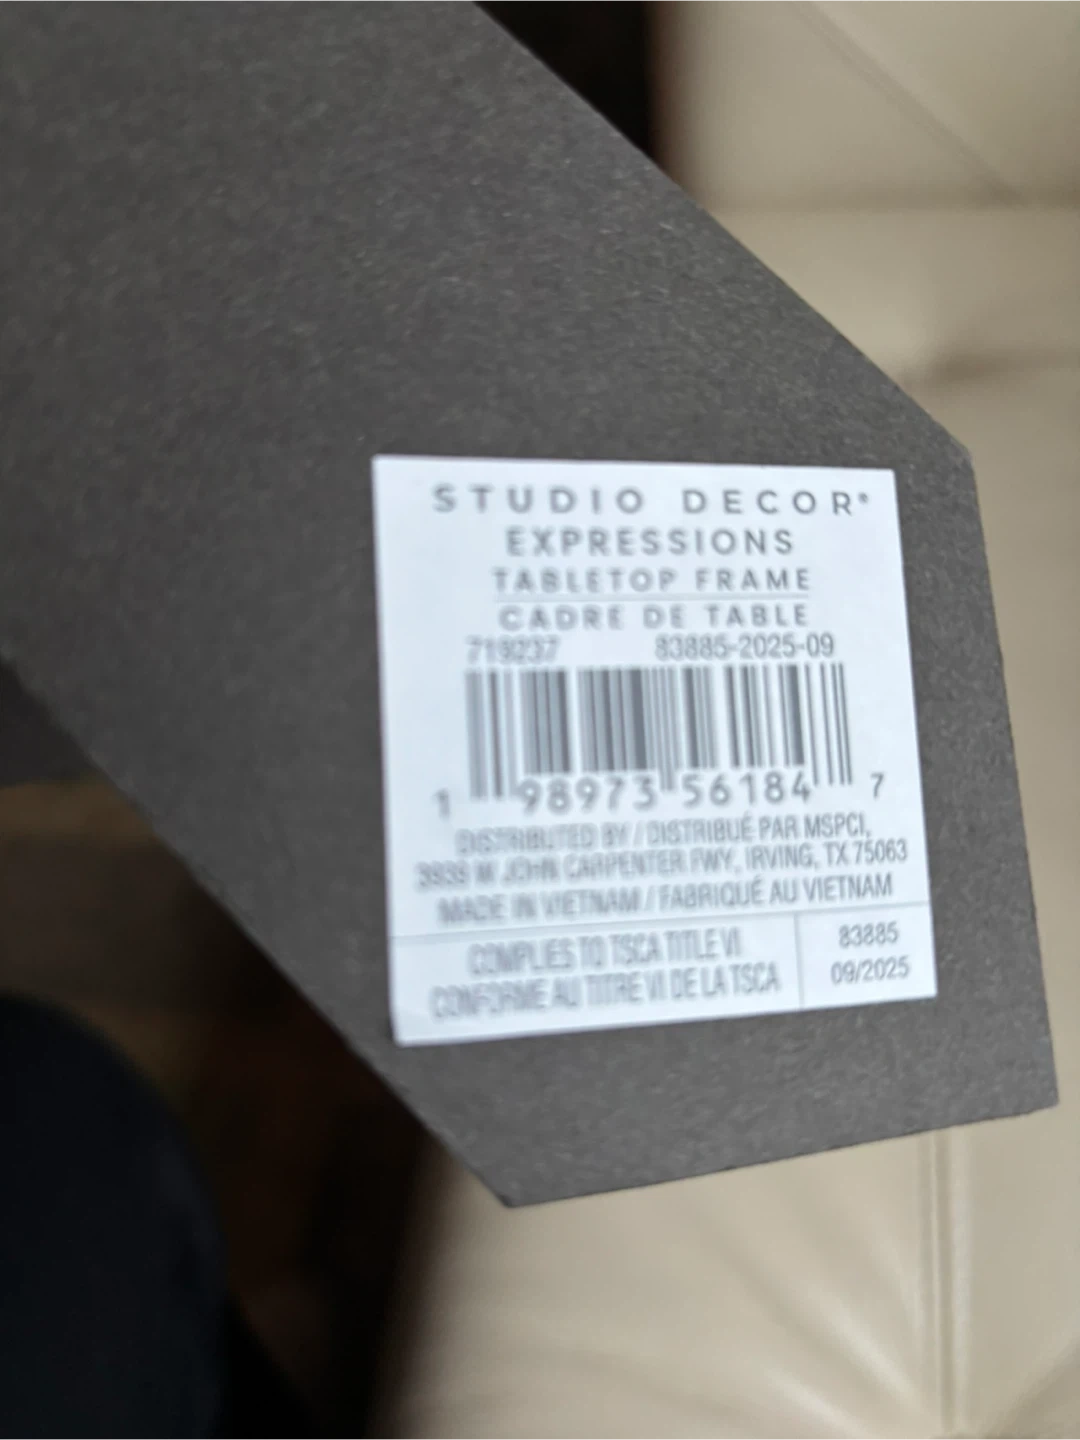 STUDIO DECOR®
EXPRESSIONS
TABLETOP FRAME
CADRE DE TABLE
719237 83885-2025-09
1 98973 56184 7
DISTRIBUTED BY / DISTRIBUÉ PAR MSPCI,
3939 W JOHN CARPENTER FWY, IRVING, TX 75063
MADE IN VIETNAM / FABRIQUÉ AU VIETNAM
COMPLIES TO TSCA TITLE VI
CONFORME AU TITRE VI DE LA TSCA
83885
09/2025